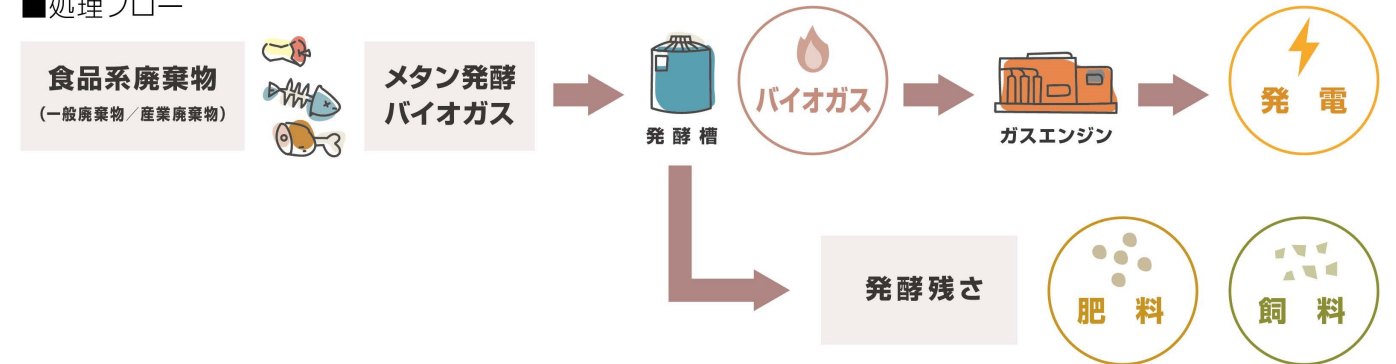 ■処理フロー
食品系廃棄物
(一般廃棄物/産業廃棄物)
メタン発酵
バイオガス
発酵槽
バイオガス
ガスエンジン
発電
発酵残さ
肥料
飼料